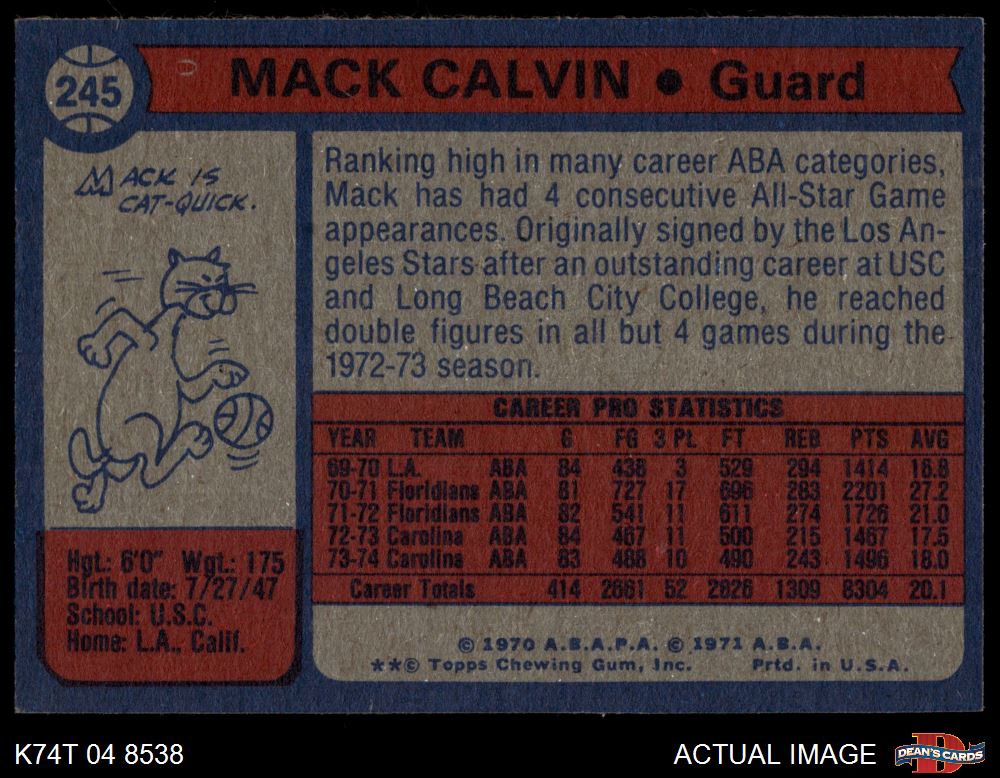 245
MACK CALVIN ● Guard
MACK IS
CAT-QUICK.
Ranking high in many career ABA categories,
Mack has had 4 consecutive All-Star Game
appearances. Originally signed by the Los An-
geles Stars after an outstanding career at USC
and Long Beach City College, he reached
double figures in all but 4 games during the
1972-73 season.
CAREER PRO STATISTICS
YEAR TEAM G FG 3 PL FT REB PTS AVG
69-70 L.A. ABA 84 438 3 529 294 1414 16.8
70-71 Floridians ABA 81 727 17 696 283 2201 27.2
71-72 Floridians ABA 82 541 11 611 274 1726 21.0
72-73 Carolina ABA 84 467 11 500 215 1467 17.5
73-74 Carolina ABA 83 488 10 490 243 1496 18.0
Career Totals 414 2661 52 2826 1309 8304 20.1
Hgt.: 6'0" Wgt.: 175
Birth date: 7/27/47
School: U.S.C.
Home: L.A., Calif.
© 1970 A.B.A.P.A. © 1971 A.B.A.
**© Topps Chewing Gum, Inc. Prtd. in U.S.A.
K74T 04 8538
ACTUAL IMAGE
D
DEAN'S CARDS